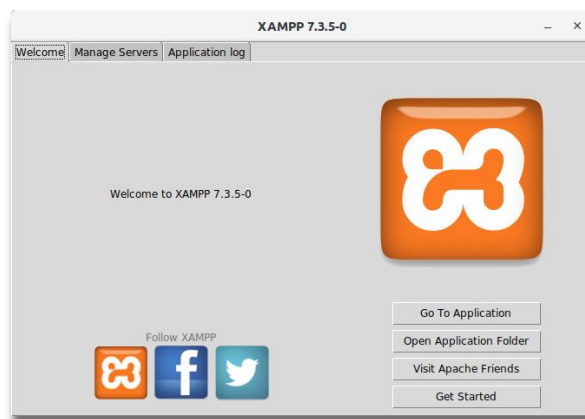 XAMPP 7.3.5-0
Welcome Manage Servers Application log
Welcome to XAMPP 7.3.5-0
Go To Application
Follow XAMPP
Open Application Folder
Visit Apache Friends
Get Started